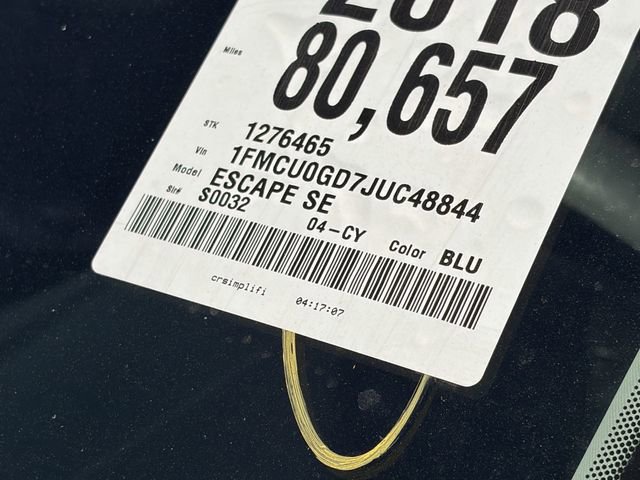 2018
Miles 80,657
STK 1276465
Vin 1FMCU0GD7JUC48844
Model ESCAPE SE
Slr# S0032 04-CY Color BLU
crsimplifi 04:17:07